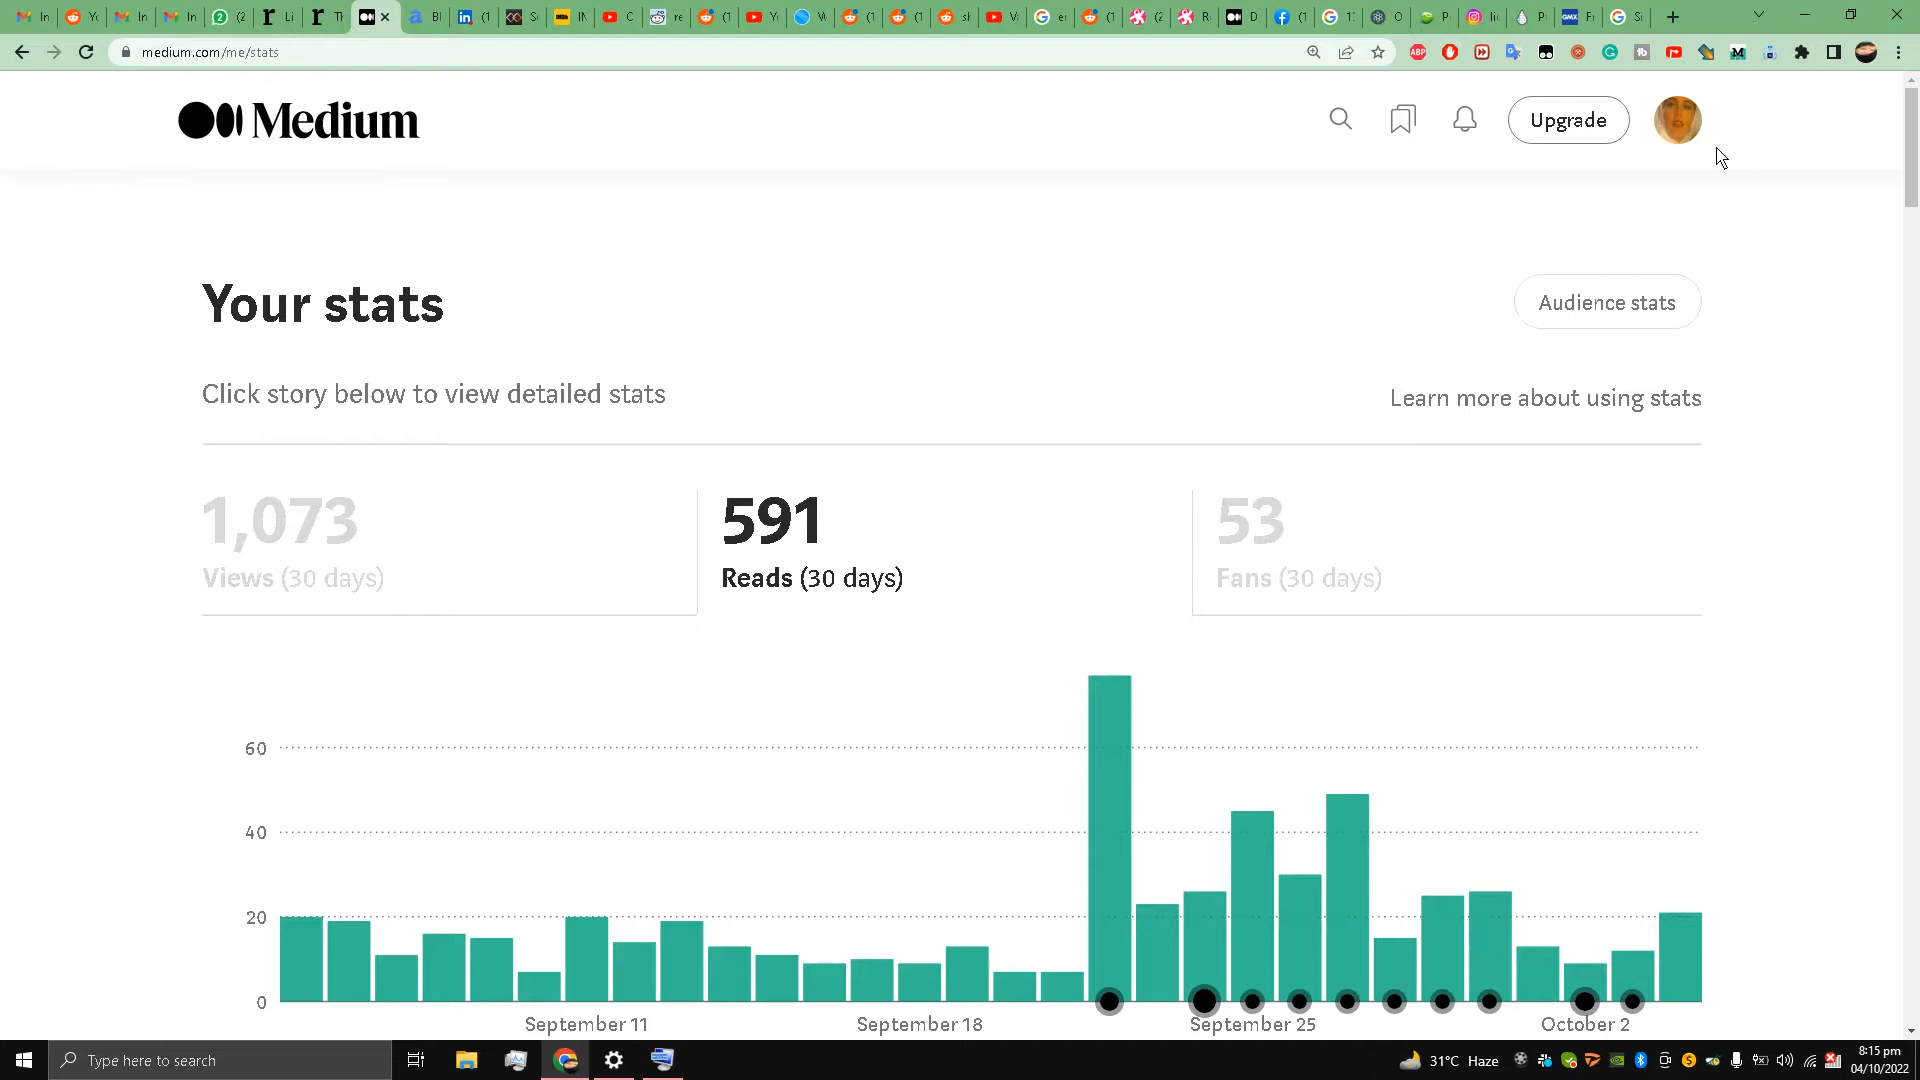 medium.com/me/stats
Medium
Upgrade
Your stats
Audience stats
Click story below to view detailed stats
Learn more about using stats
1,073
Views (30 days)
591
Reads (30 days)
53
Fans (30 days)
60
40
20
0
September 11
September 18
September 25
October 2
Type here to search
31°C Haze
8:15 pm
04/10/2022